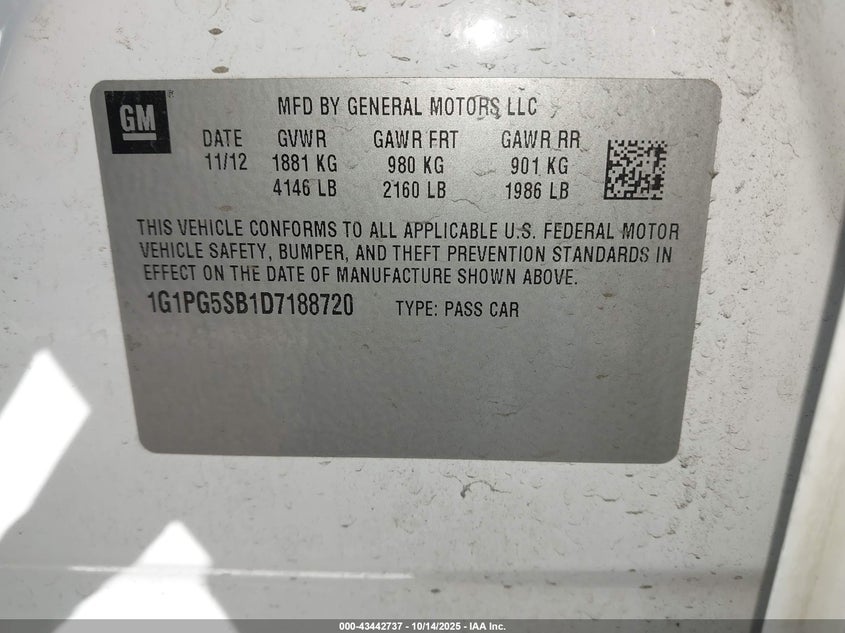 GM
MFD BY GENERAL MOTORS LLC
DATE GVWR GAWR FRT GAWR RR
11/12 1881 KG 980 KG 901 KG
4146 LB 2160 LB 1986 LB
THIS VEHICLE CONFORMS TO ALL APPLICABLE U.S. FEDERAL MOTOR
VEHICLE SAFETY, BUMPER, AND THEFT PREVENTION STANDARDS IN
EFFECT ON THE DATE OF MANUFACTURE SHOWN ABOVE.
1G1PG5SB1D7188720 TYPE: PASS CAR
000-43442737 - 10/14/2025 - IAA Inc.